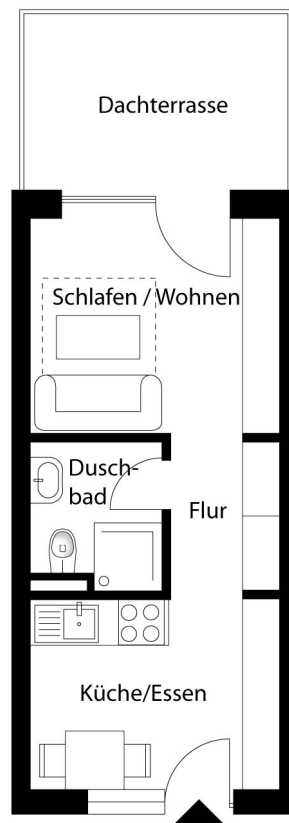 Dachterrasse
Schlafen / Wohnen
Dusch-
bad
Flur
Küche/Essen